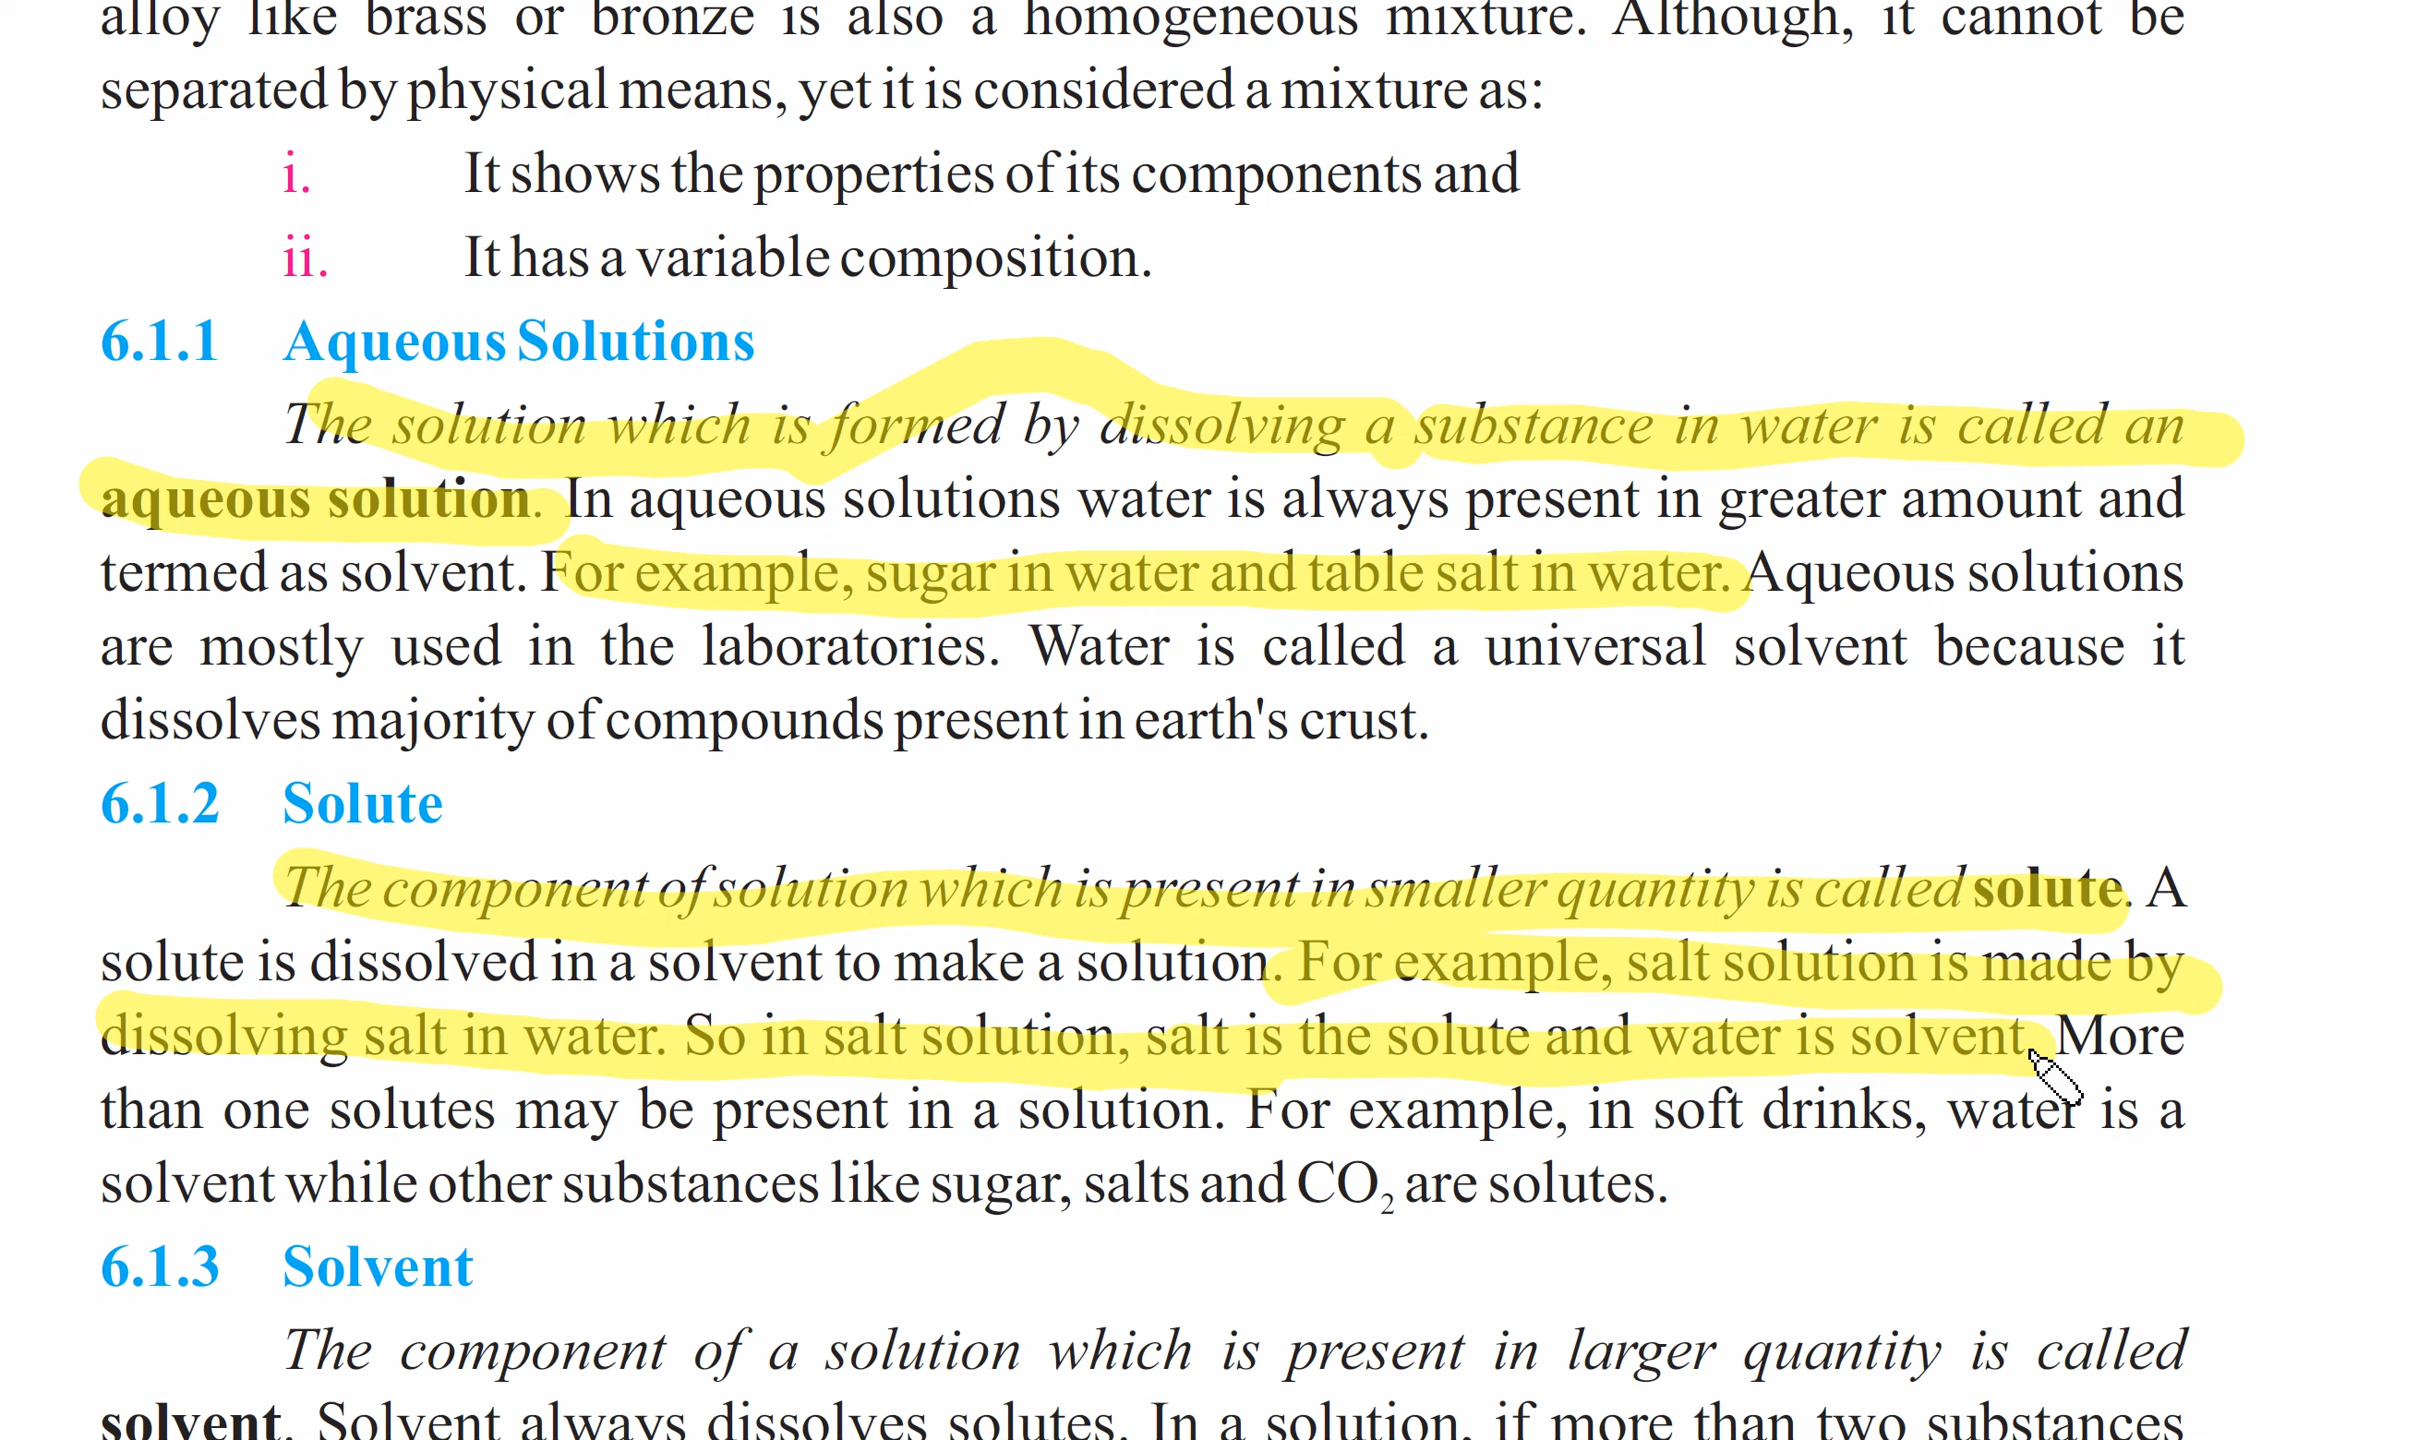 alloy like brass or bronze is also a homogeneous mixture. Although, it cannot be
separated by physical means, yet it is considered a mixture as:
i. It shows the properties of its components and
ii. It has a variable composition.
6.1.1 Aqueous Solutions
The solution which is formed by dissolving a substance in water is called an
aqueous solution. In aqueous solutions water is always present in greater amount and
termed as solvent. For example, sugar in water and table salt in water. Aqueous solutions
are mostly used in the laboratories. Water is called a universal solvent because it
dissolves majority of compounds present in earth's crust.
6.1.2 Solute
The component of solution which is present in smaller quantity is called solute. A
solute is dissolved in a solvent to make a solution. For example, salt solution is made by
dissolving salt in water. So in salt solution, salt is the solute and water is solvent. More
than one solutes may be present in a solution. For example, in soft drinks, water is a
solvent while other substances like sugar, salts and CO₂ are solutes.
6.1.3 Solvent
The component of a solution which is present in larger quantity is called
solvent. Solvent always dissolves solutes. In a solution, if more than two substances